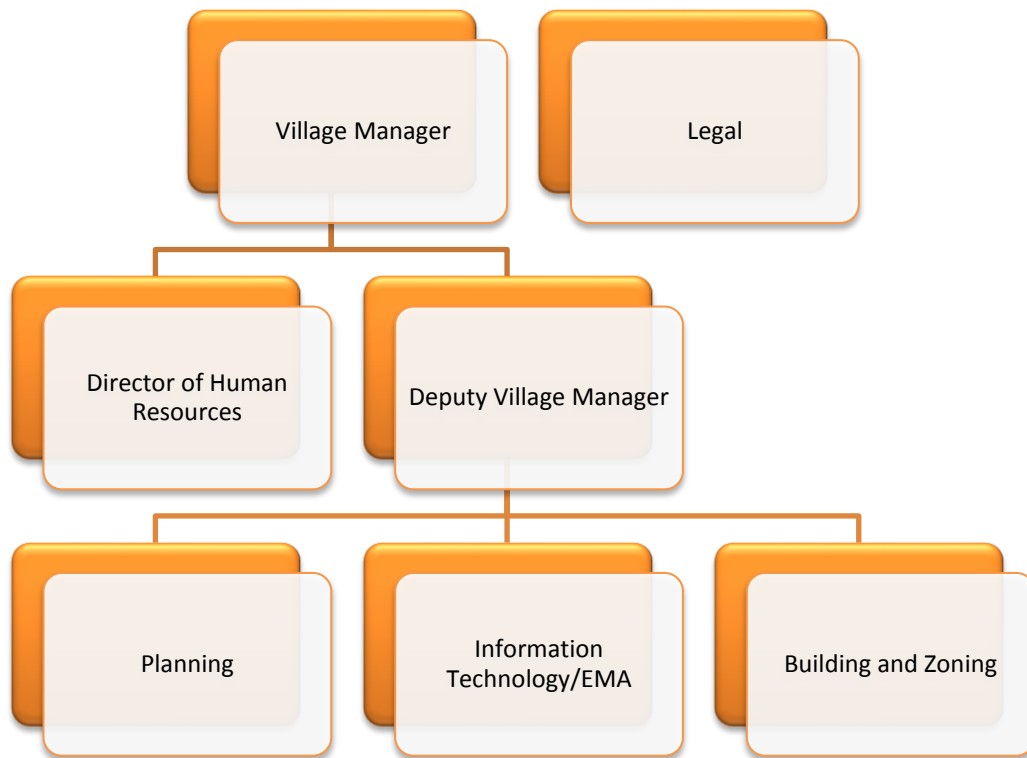 Village Manager
Legal
Director of Human
Resources
Deputy Village Manager
Planning
Information
Technology/EMA
Building and Zoning